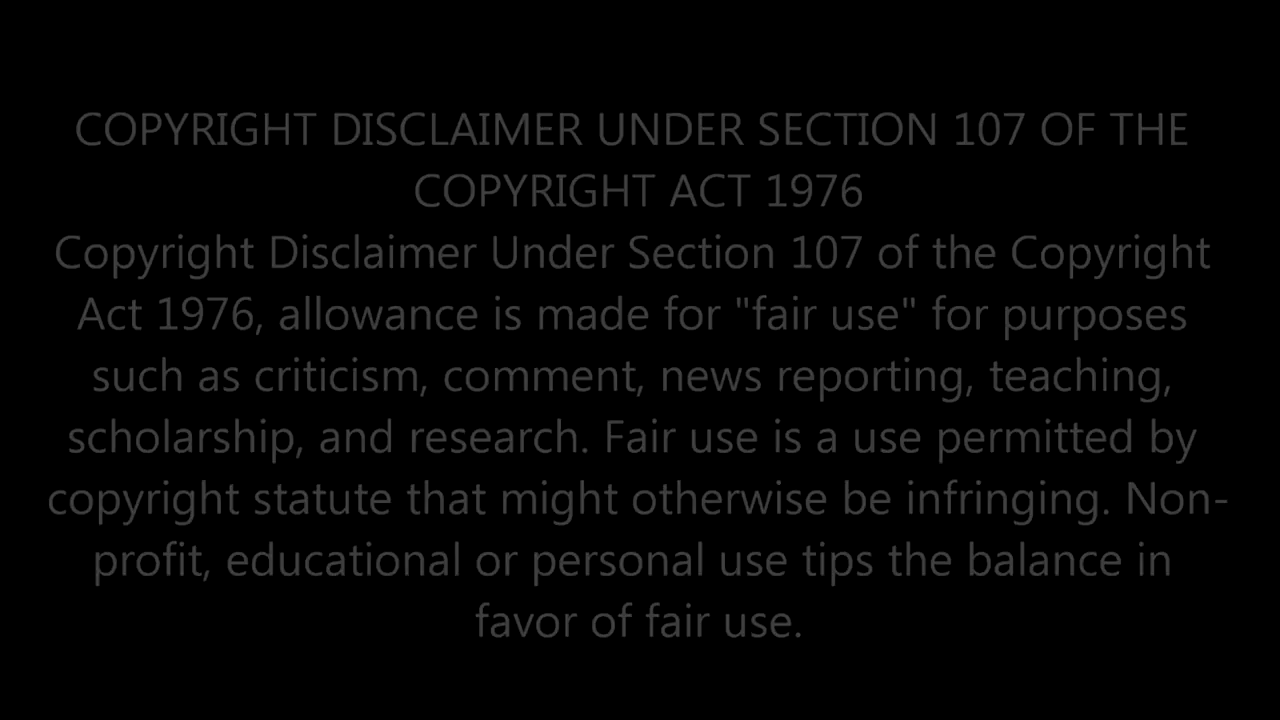 COPYRIGHT DISCLAIMER UNDER SECTION 107 OF THE
COPYRIGHT ACT 1976
Copyright Disclaimer Under Section 107 of the Copyright
Act 1976, allowance is made for "fair use" for purposes
such as criticism, comment, news reporting, teaching,
scholarship, and research. Fair use is a use permitted by
copyright statute that might otherwise be infringing. Non-
profit, educational or personal use tips the balance in
favor of fair use.